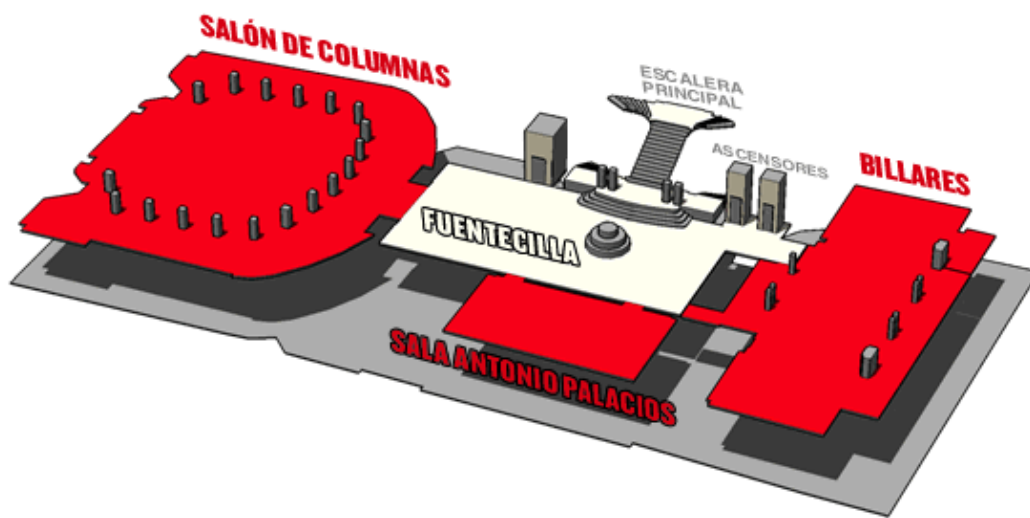 SALÓN DE COLUMNAS
ESCALERA
PRINCIPAL
ASCENSORES
BILLARES
FUENTECILLA
SALA ANTONIO PALACIOS